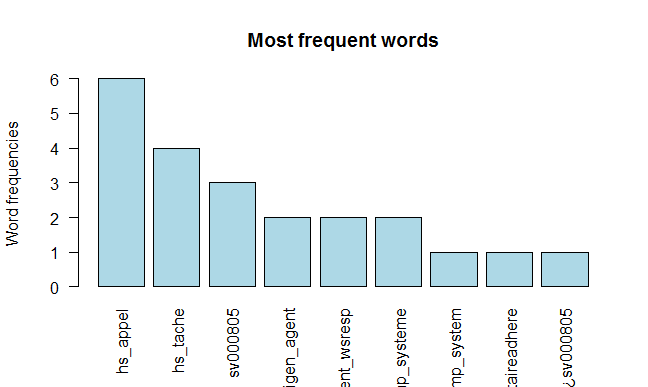 Most frequent words
Word frequencies
6
5
4
3
2
1
0
hs_appel
hs_tache
sv000805
igen_agent
ent_wsresp
np_systeme
mp_system
taireadhere
¿sv000805